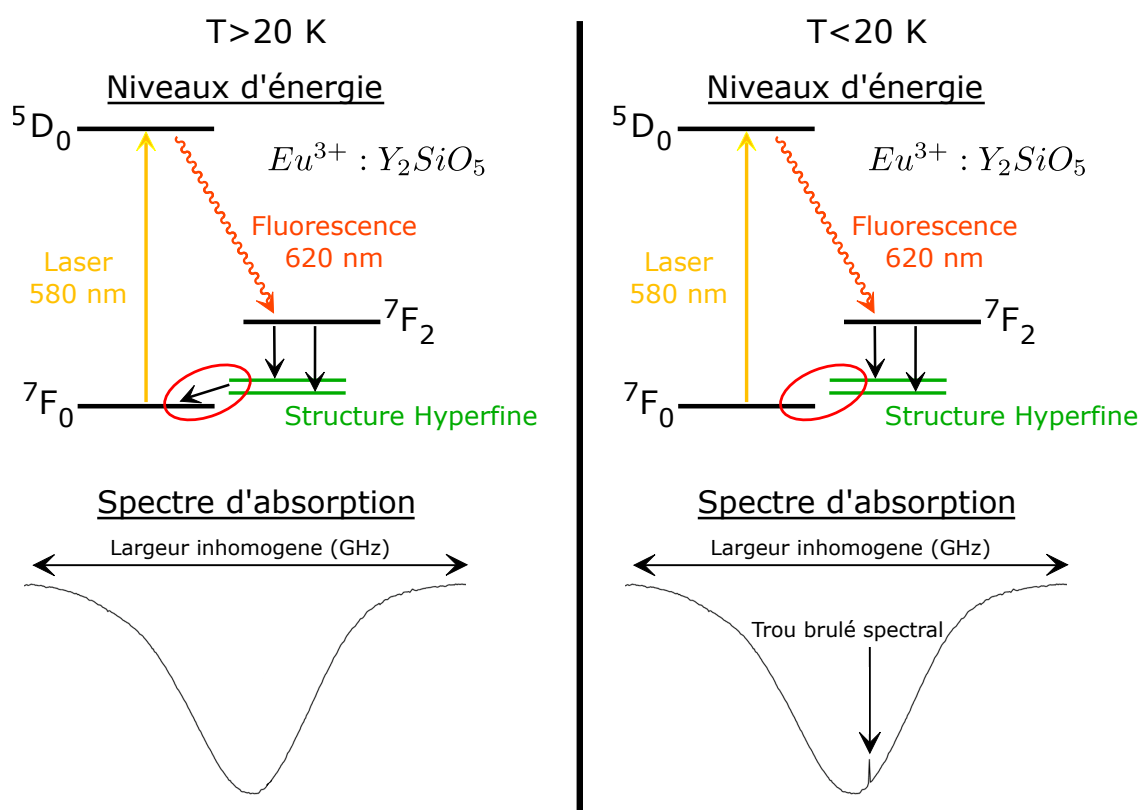 T>20 K
Niveaux d'énergie
⁵D₀
Eu³⁺ : Y₂SiO₅
Fluorescence
620 nm
Laser
580 nm
⁷F₂
⁷F₀
Structure Hyperfine
Spectre d'absorption
Largeur inhomogene (GHz)
T<20 K
Niveaux d'énergie
⁵D₀
Eu³⁺ : Y₂SiO₅
Fluorescence
620 nm
Laser
580 nm
⁷F₂
⁷F₀
Structure Hyperfine
Spectre d'absorption
Largeur inhomogene (GHz)
Trou brulé spectral